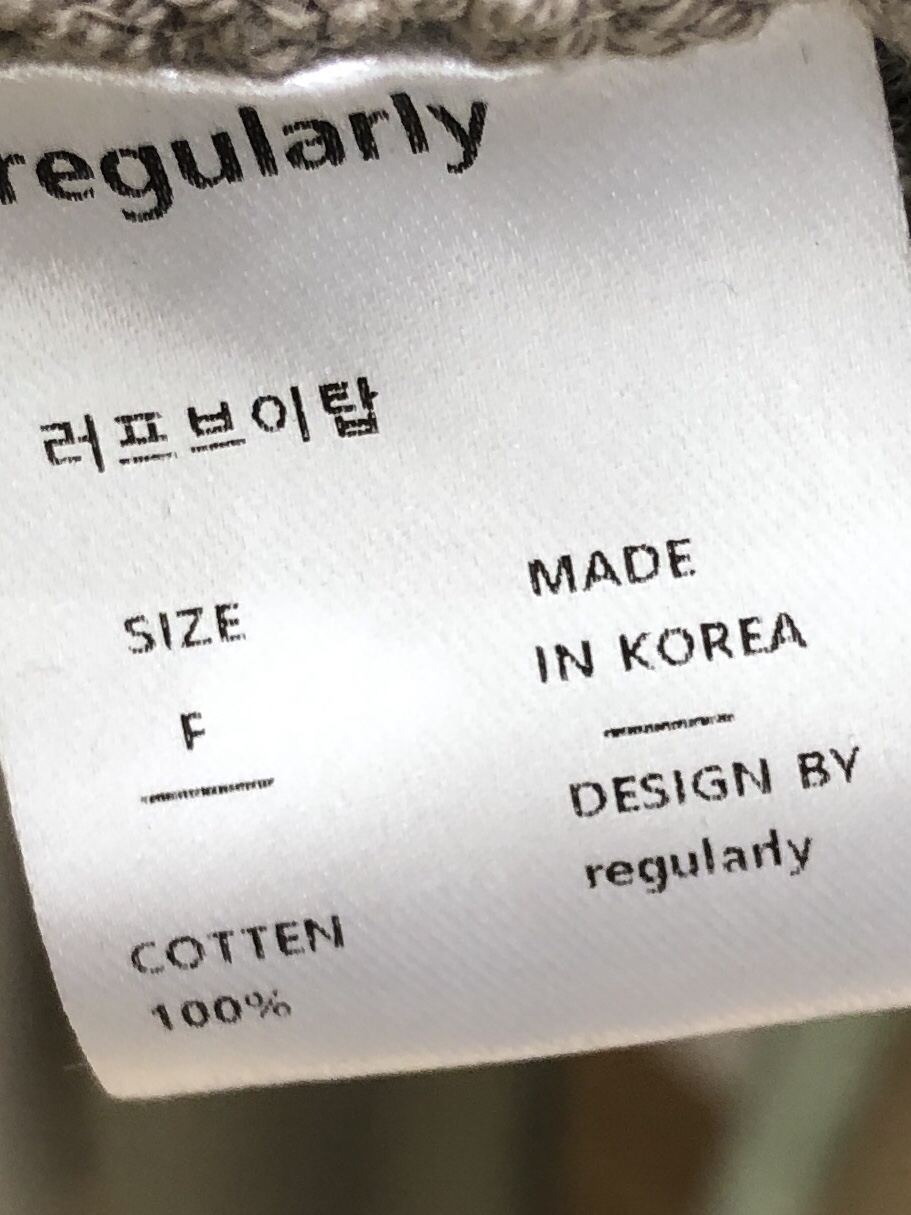 regularly
러프브이탑
SIZE
F
MADE
IN KOREA
DESIGN BY
regularly
COTTEN
100%